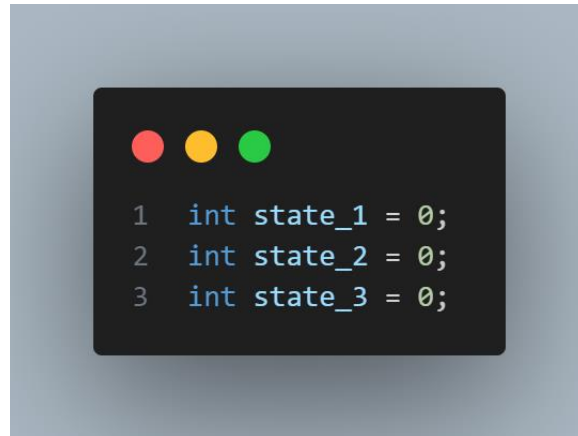 1 int state_1 = 0;
2 int state_2 = 0;
3 int state_3 = 0;